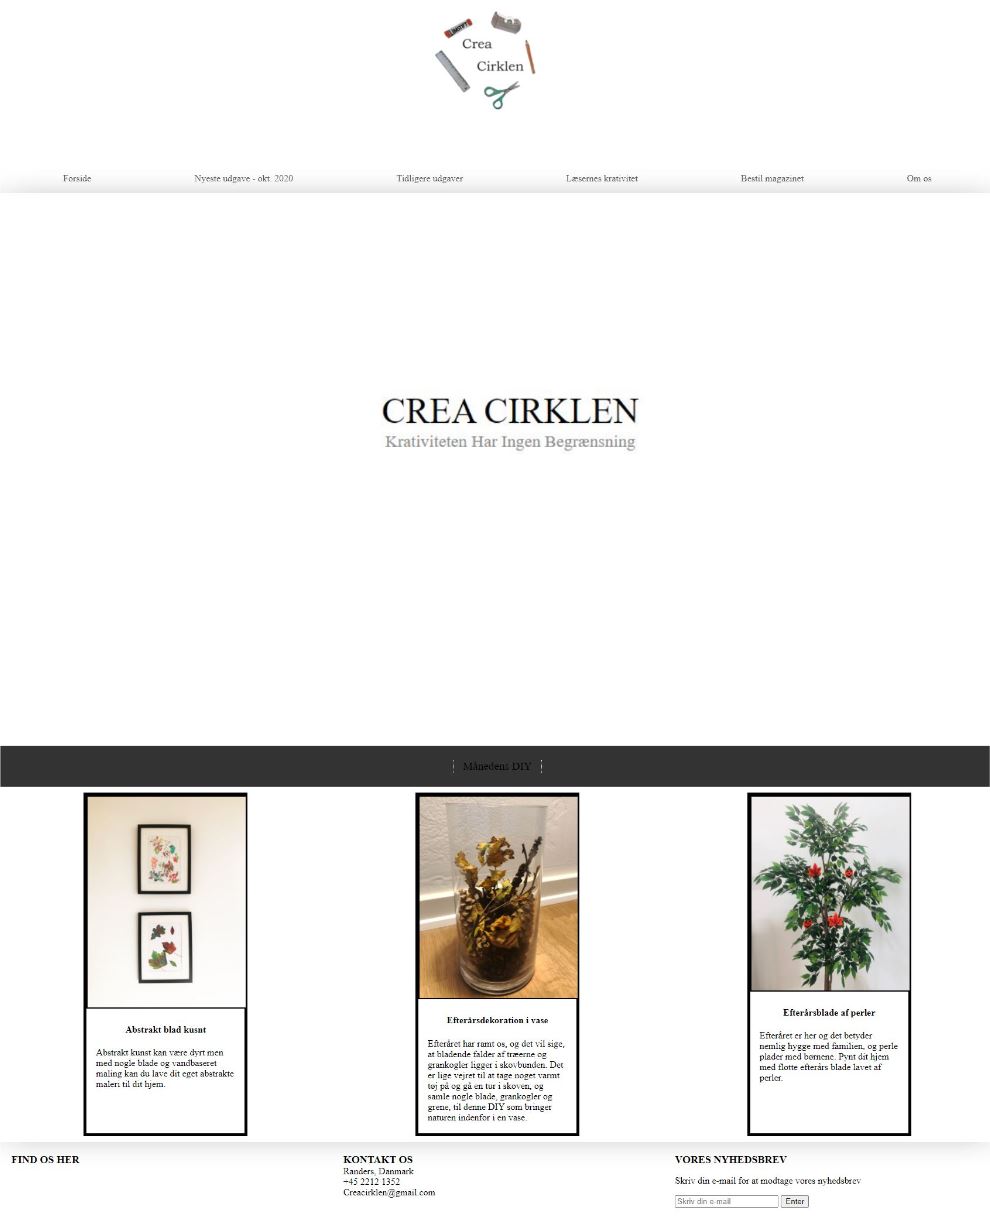 LIMSTIFT
Crea
Cirklen
Forside
Nyeste udgave - okt. 2020
Tidligere udgaver
Læsernes krativitet
Bestil magazinet
Om os
CREA CIRKLEN
Krativiteten Har Ingen Begrænsning
Månedens DIY
Abstrakt blad kusnt
Abstrakt kunst kan være dyrt men
med nogle blade og vandbaseret
maling kan du lave dit eget abstrakte
maleri til dit hjem.
Efterårsdekoration i vase
Efteråret har ramt os, og det vil sige,
at bladende falder af træerne og
grankogler ligger i skovbunden. Det
er lige vejret til at tage noget varmt
tøj på og gå en tur i skoven, og
samle nogle blade, grankogler og
grene, til denne DIY som bringer
naturen indenfor i en vase.
Efterårsblade af perler
Efteråret er her og det betyder
nemlig hygge med familien, og perle
plader med børnene. Pynt dit hjem
med flotte efterårs blade lavet af
perler.
FIND OS HER
KONTAKT OS
Randers, Danmark
+45 2212 1352
Creacirklen@gmail.com
VORES NYHEDSBREV
Skriv din e-mail for at modtage vores nyhedsbrev
Skriv din e-mail
Enter